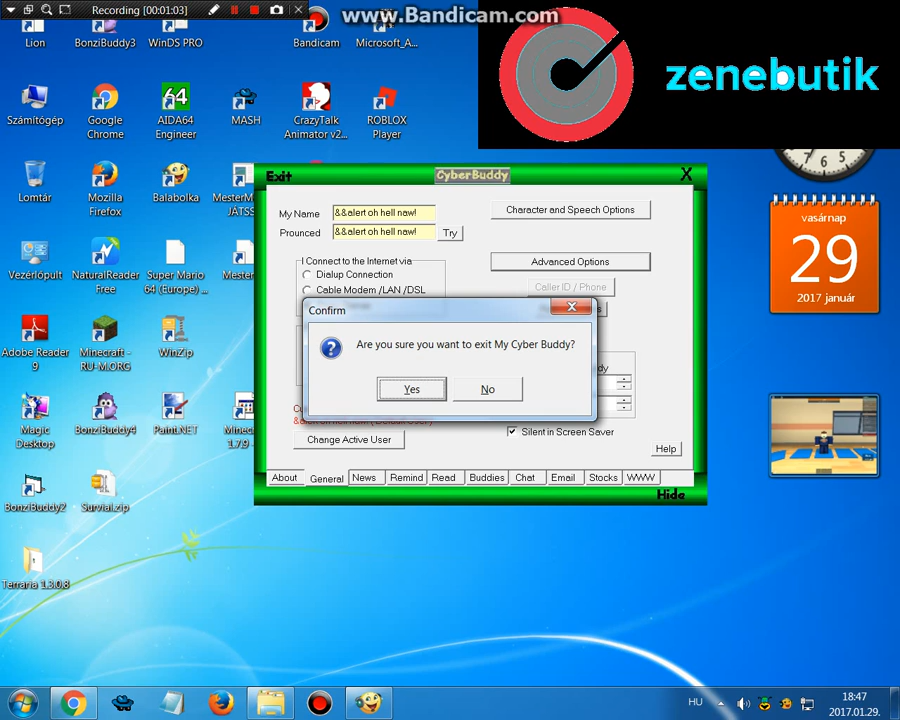 Recording [00:01:03]
www.Bandicam.com
zenebutik
Lion
BonziBuddy3
WinDS PRO
Bandicam
Microsoft_A...
Számítógép
Google Chrome
64
AIDA64 Engineer
MASH
CrazyTalk Animator v2...
ROBLOX Player
Lomtár
Mozilla Firefox
Balabolka
Vezérlőpult
NaturalReader Free
Super Mario 64 (Europe) ...
Adobe Reader 9
Minecraft - RU-M.ORG
WinZip
Magic Desktop
BonziBuddy4
Paint.NET
BonziBuddy2
Survial.zip
Terraria 1.3.0.8
Exit
CyberBuddy
X
My Name
&&alert oh hell naw!
Character and Speech Options
Prounced
&&alert oh hell naw!
Try
I Connect to the Internet via
Dialup Connection
Cable Modem /LAN /DSL
Advanced Options
Caller ID / Phone
Confirm
Are you sure you want to exit My Cyber Buddy?
Yes
No
Silent in Screen Saver
Change Active User
Help
About
General
News
Remind
Read
Buddies
Chat
Email
Stocks
WWW
Hide
6
7
5
vasárnap
29
2017 január
HU
18:47
2017.01.29.